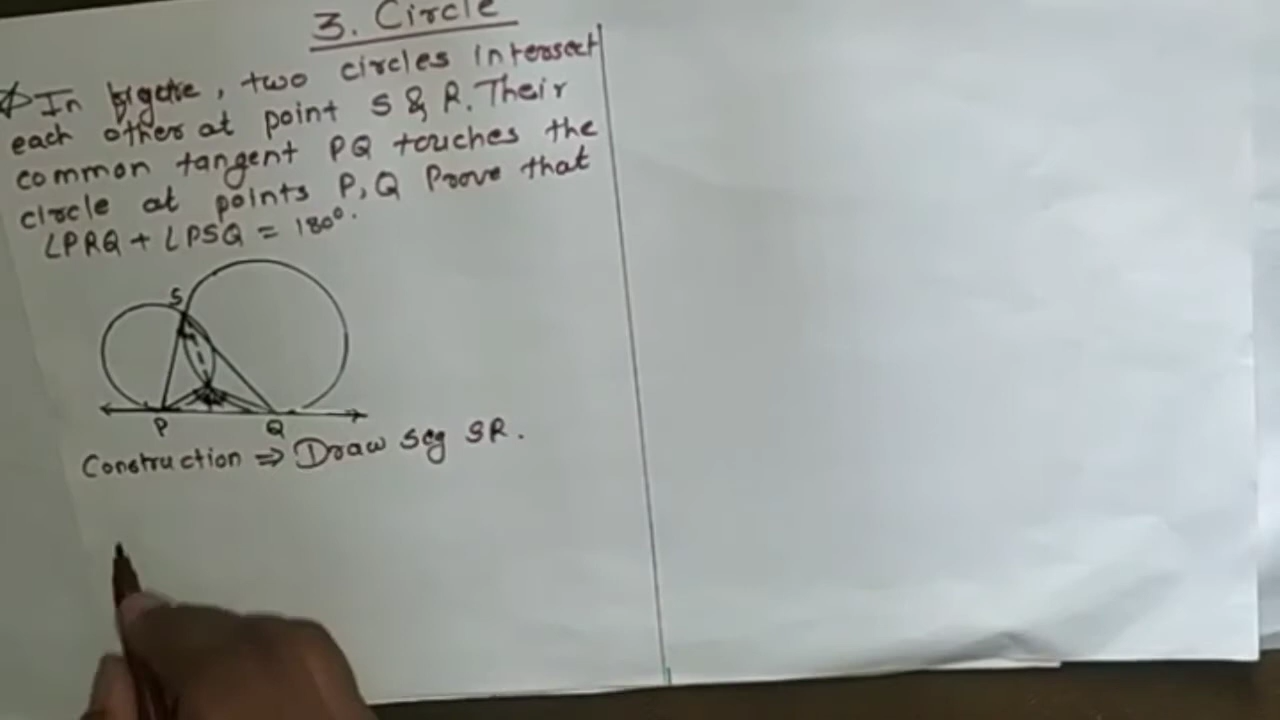 3. Circle
In figure, two circles intersect
each other at point S & R. Their
common tangent PQ touches the
circle at points P, Q Prove that
∠PRQ + ∠PSQ = 180°.
S
P Q
Construction ⇒ Draw seg SR.